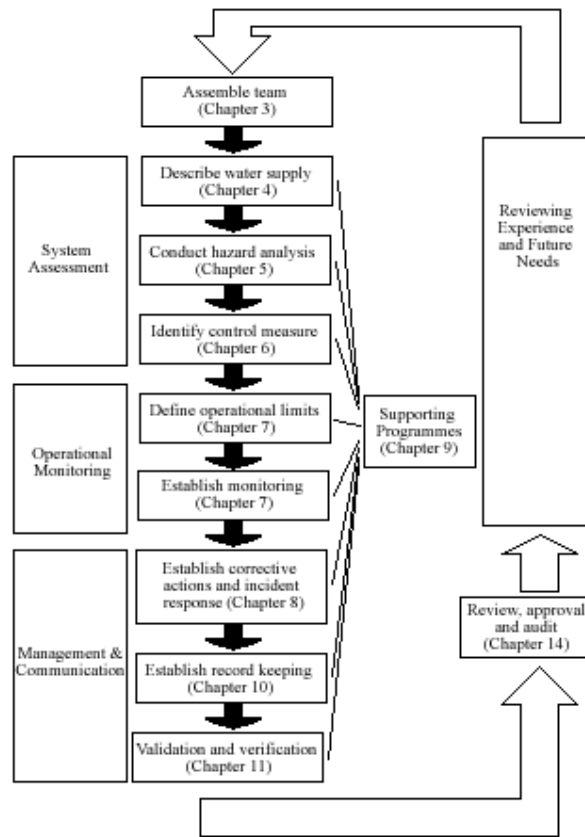 Assemble team
(Chapter 3)
Describe water supply
(Chapter 4)
System
Assessment
Conduct hazard analysis
(Chapter 5)
Identify control measure
(Chapter 6)
Reviewing
Experience
and Future
Needs
Operational
Monitoring
Define operational limits
(Chapter 7)
Establish monitoring
(Chapter 7)
Supporting
Programmes
(Chapter 9)
Management &
Communication
Establish corrective
actions and incident
response (Chapter 8)
Establish record keeping
(Chapter 10)
Validation and verification
(Chapter 11)
Review, approval
and audit
(Chapter 14)